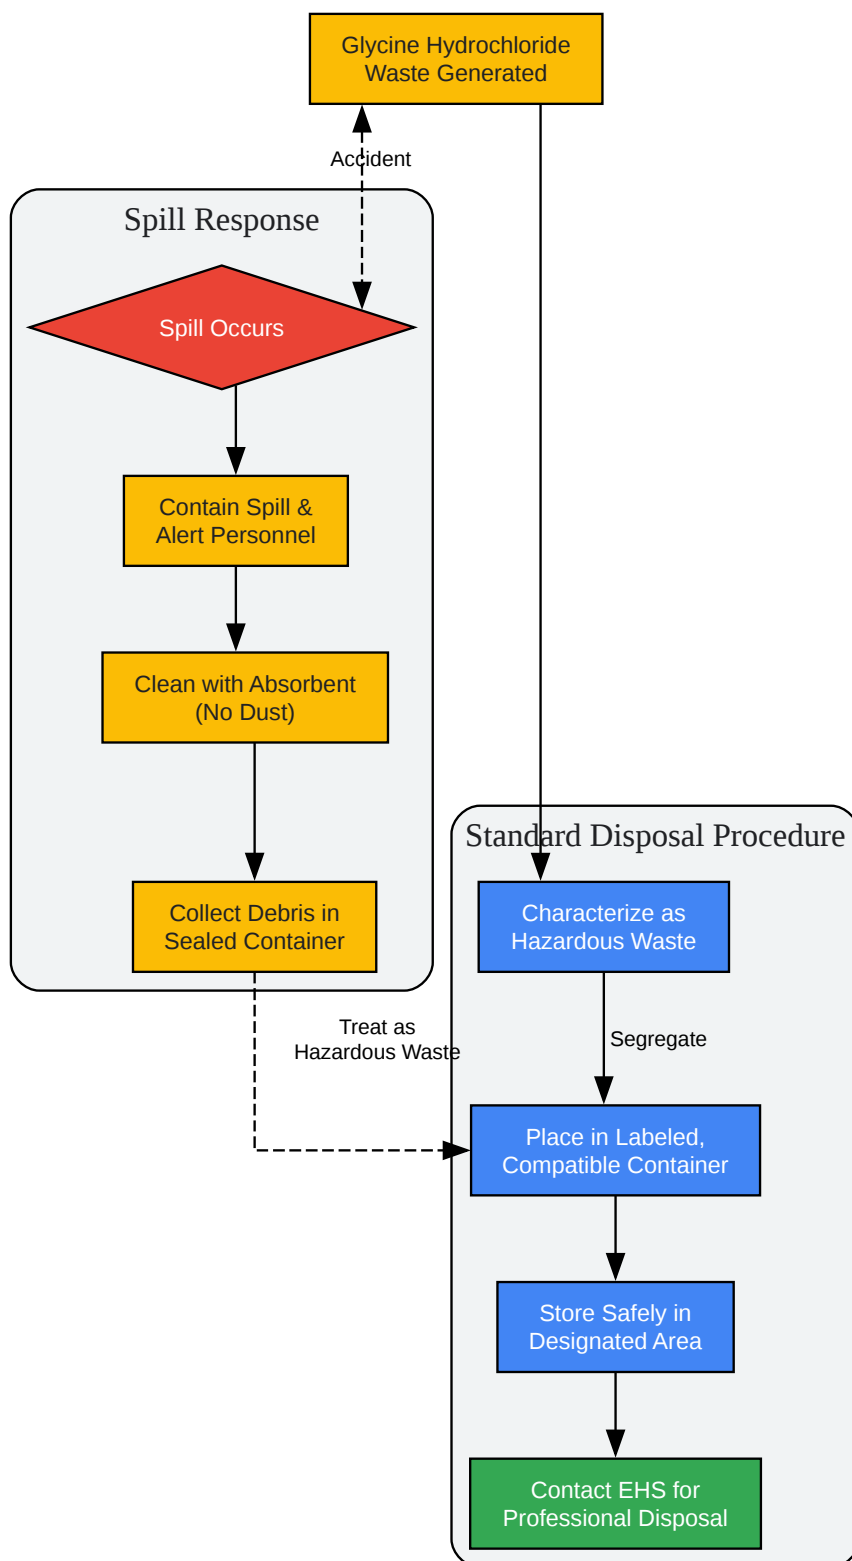 Glycine Hydrochloride
Waste Generated
Accident
Spill Response
Spill Occurs
Contain Spill &
Alert Personnel
Clean with Absorbent
(No Dust)
Collect Debris in
Sealed Container
Treat as
Hazardous Waste
Standard Disposal Procedure
Characterize as
Hazardous Waste
Segregate
Place in Labeled,
Compatible Container
Store Safely in
Designated Area
Contact EHS for
Professional Disposal